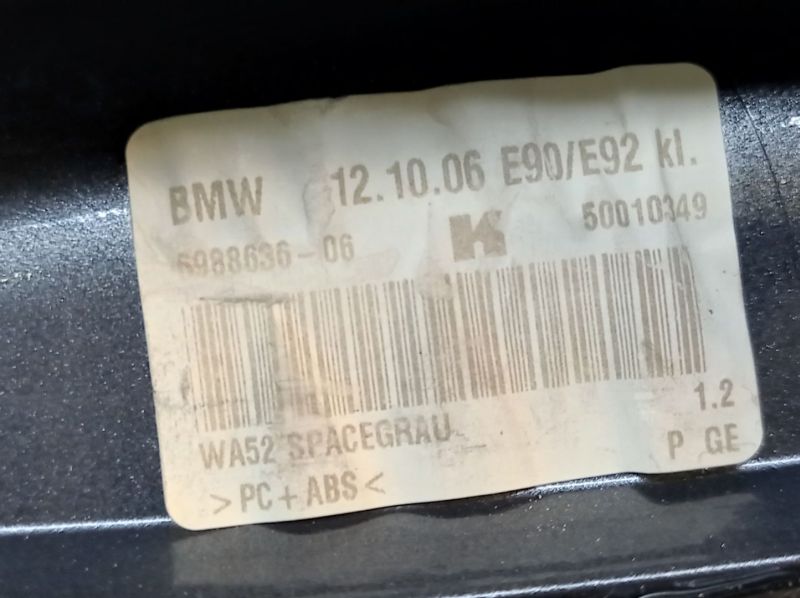 BMW 12.10.06 E90/E92 kl.
6988636-06 K 50010349
WA52 SPACEGRAU 1.2
>PC+ABS< P GE